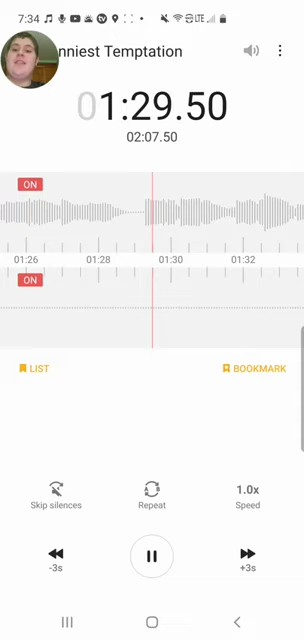 7:34
LTE
nniest Temptation
01:29.50
02:07.50
ON
01:26 01:28 01:30 01:32
ON
LIST BOOKMARK
A B
1.0x
Skip silences Repeat Speed
-3s +3s